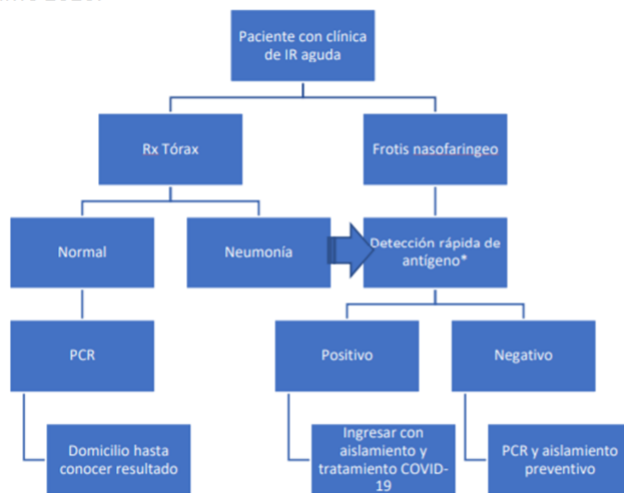 Paciente con clínica
de IR aguda
Rx Tórax
Frotis nasofaringeo
Normal
Neumonía
Detección rápida de
antígeno*
PCR
Positivo
Negativo
Domicilio hasta
conocer resultado
Ingresar con
aislamiento y
tratamiento COVID-
19
PCR y aislamiento
preventivo